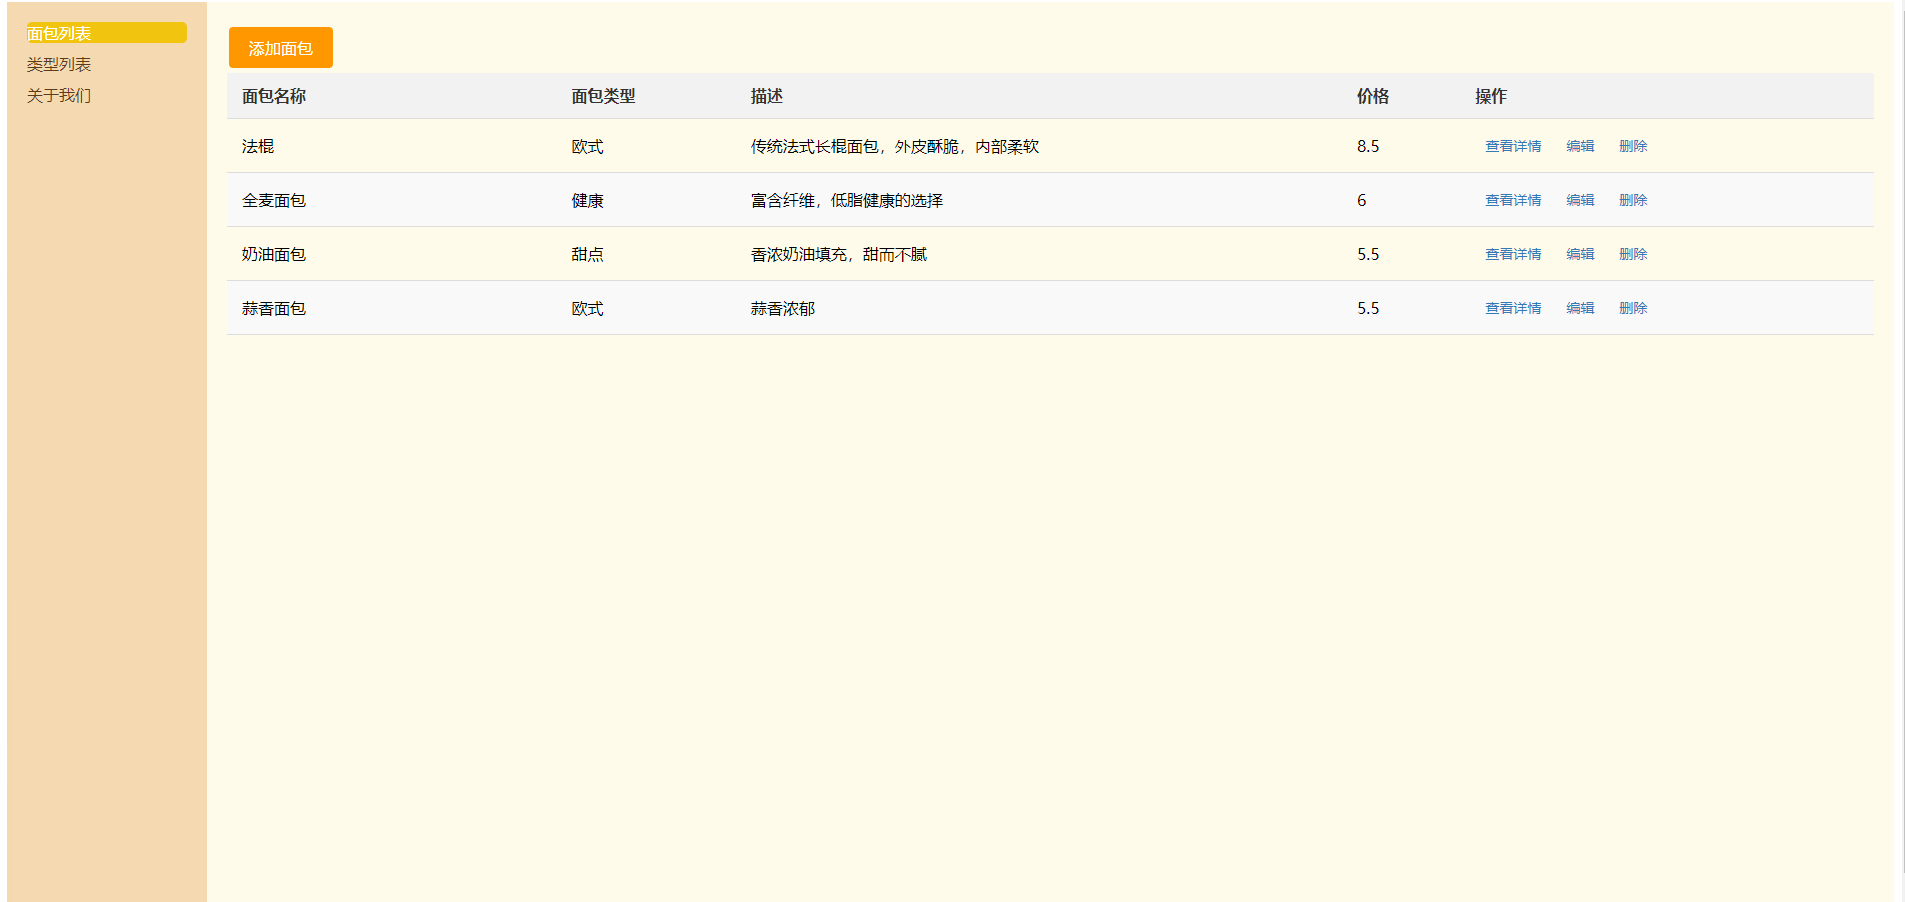 面包列表
类型列表
关于我们
添加面包
面包名称 面包类型 描述 价格 操作
法棍 欧式 传统法式长棍面包，外皮酥脆，内部柔软 8.5 查看详情 编辑 删除
全麦面包 健康 富含纤维，低脂健康的选择 6 查看详情 编辑 删除
奶油面包 甜点 香浓奶油填充，甜而不腻 5.5 查看详情 编辑 删除
蒜香面包 欧式 蒜香浓郁 5.5 查看详情 编辑 删除